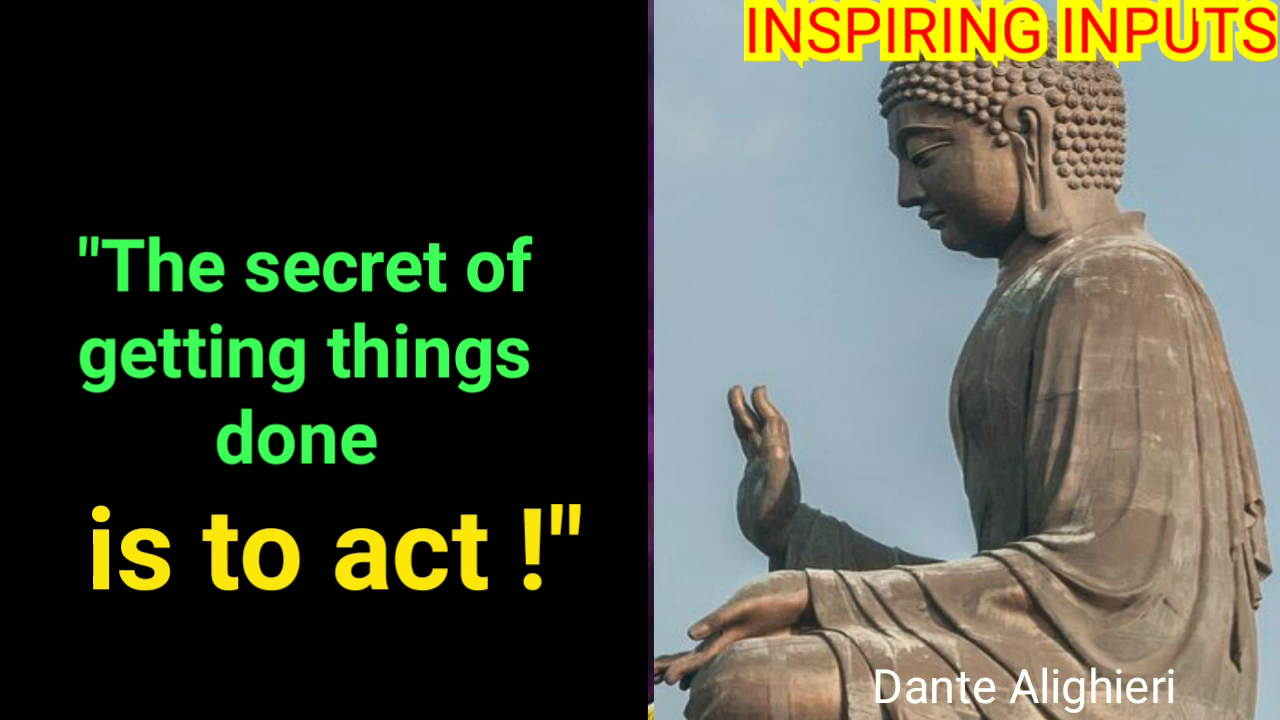 INSPIRING INPUTS
"The secret of
getting things
done
is to act !"
Dante Alighieri